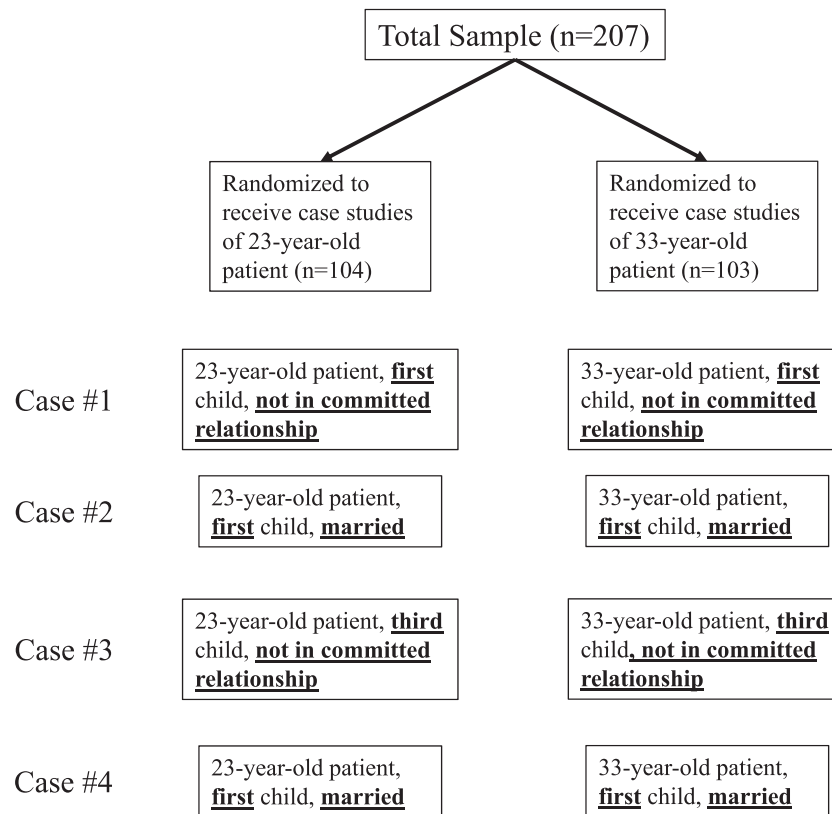 Total Sample (n=207)
Randomized to
receive case studies
of 23-year-old
patient (n=104)
Randomized to
receive case studies
of 33-year-old
patient (n=103)
Case #1
23-year-old patient, first
child, not in committed
relationship
33-year-old patient, first
child, not in committed
relationship
Case #2
23-year-old patient,
first child, married
33-year-old patient,
first child, married
Case #3
23-year-old patient, third
child, not in committed
relationship
33-year-old patient, third
child, not in committed
relationship
Case #4
23-year-old patient,
first child, married
33-year-old patient,
first child, married